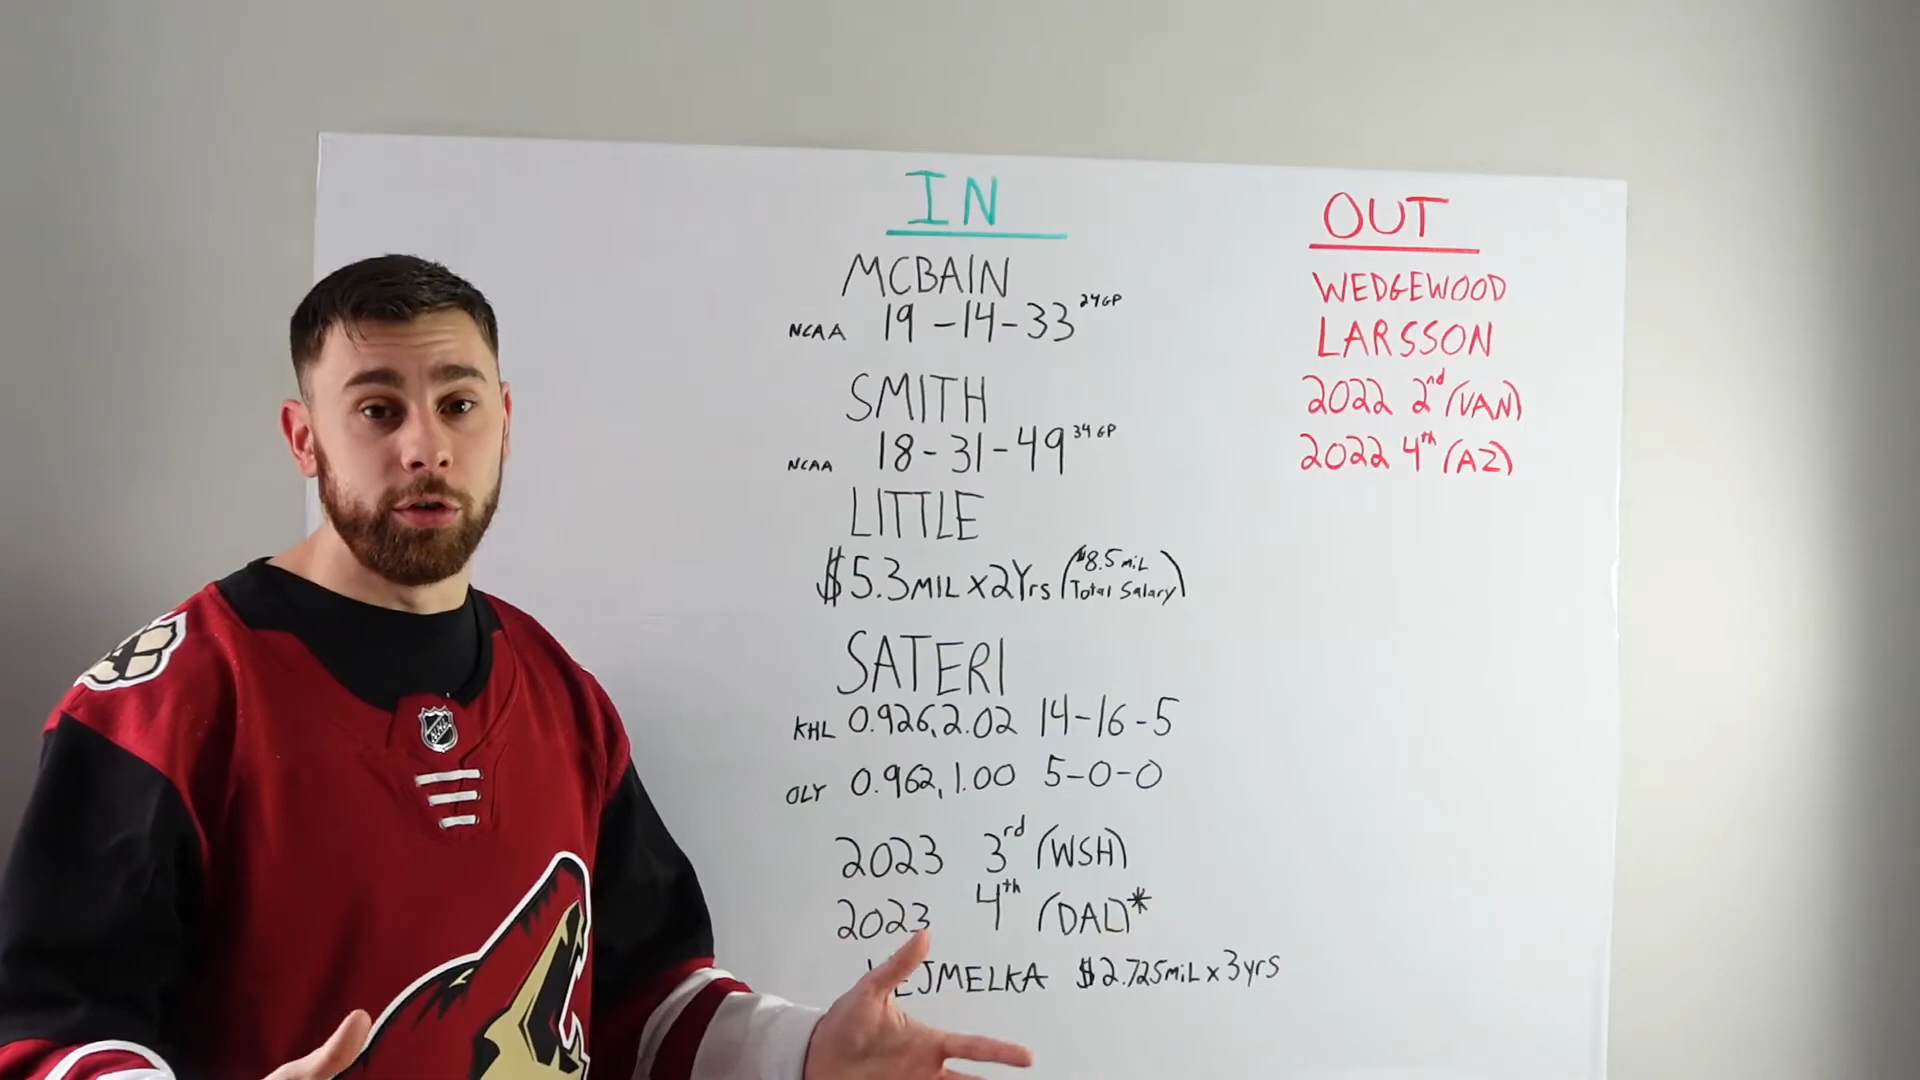 IN
MCBAIN
NCAA 19-14-33 24GP
SMITH
NCAA 18-31-49 34GP
LITTLE
$5.3MIL x 2Yrs ($8.5 MIL Total Salary)
SATERI
KHL 0.926, 2.02 14-16-5
OLY 0.962, 1.00 5-0-0
2023 3rd (WSH)
2023 4th (DAL)*
EJMELKA $2.725MIL x 3yrs
OUT
WEDGEWOOD
LARSSON
2022 2nd (VAN)
2022 4th (AZ)
NHL